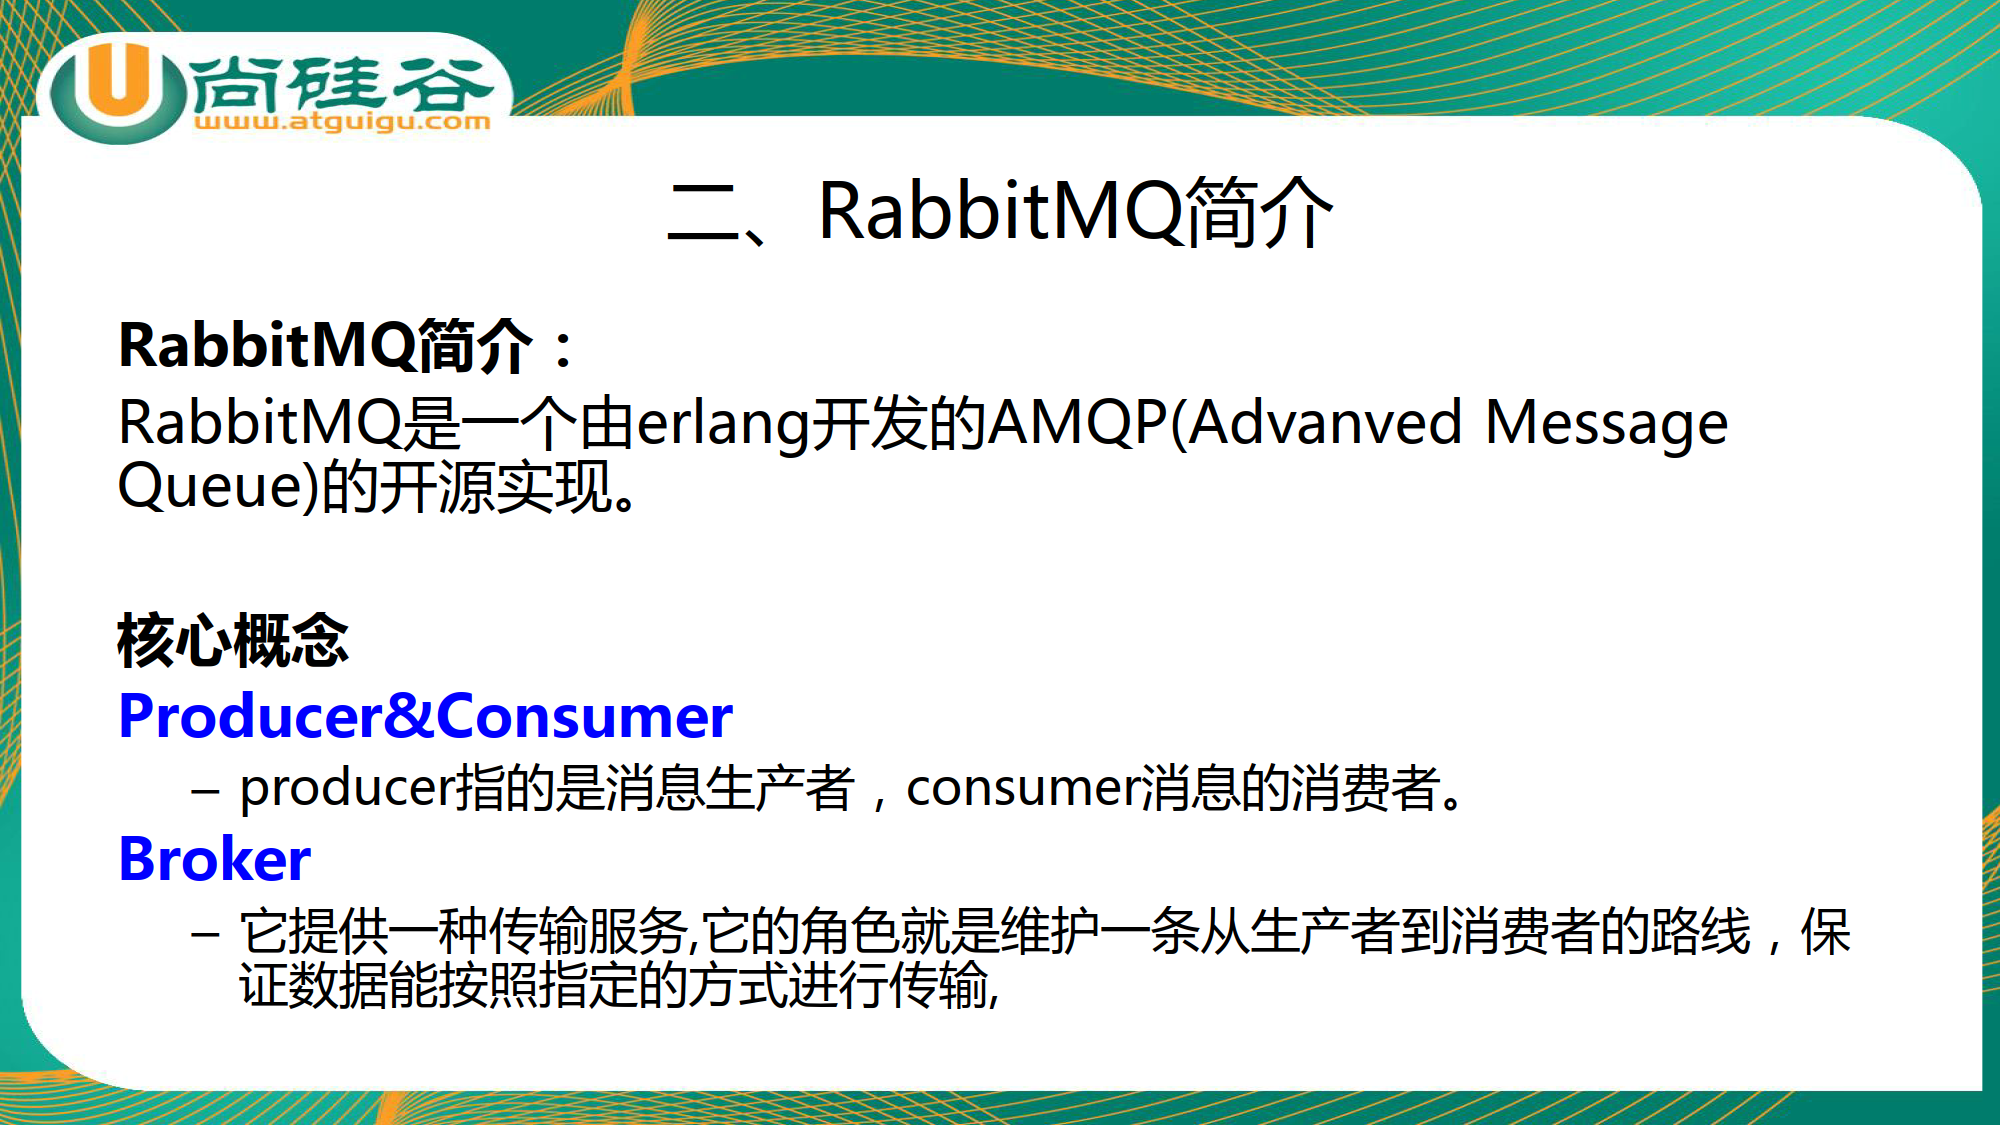 尚硅谷
www.atguigu.com
二、RabbitMQ简介
RabbitMQ简介：
RabbitMQ是一个由erlang开发的AMQP(Advanved Message
Queue)的开源实现。
核心概念
Producer&Consumer
– producer指的是消息生产者，consumer消息的消费者。
Broker
– 它提供一种传输服务,它的角色就是维护一条从生产者到消费者的路线，保
证数据能按照指定的方式进行传输,